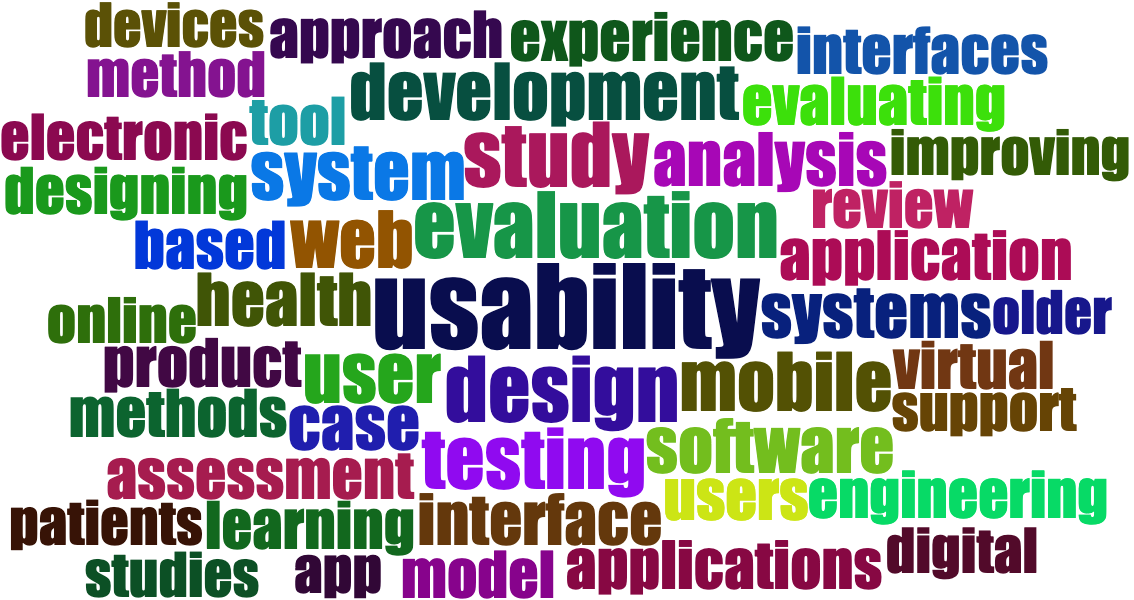 devices approach experience interfaces
method development evaluating
electronic tool system study analysis improving
designing evaluation review
based web application
online health usability systems older
product user design mobile virtual
methods case support
assessment testing software
patients learning interface users engineering
studies app model applications digital